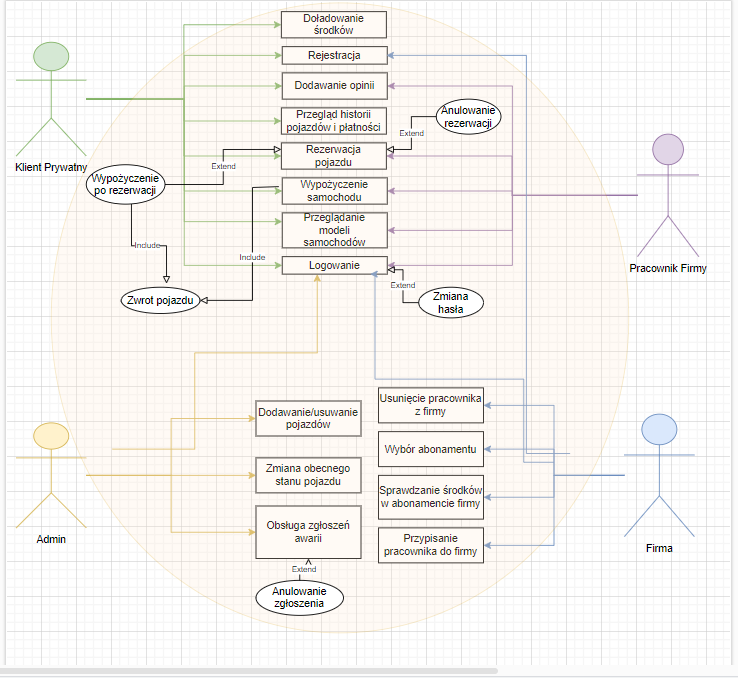 Doładowanie
środków
Rejestracja
Dodawanie opinii
Przegląd historii
pojazdów i płatności
Anulowanie
rezerwacji
Extend
Rezerwacja
pojazdu
Klient Prywatny
Extend
Wypożyczenie
po rezerwacji
Wypożyczenie
samochodu
Przeglądanie
modeli
samochodów
Include
Include
Logowanie
Pracownik Firmy
Extend
Zwrot pojazdu
Zmiana
hasła
Usunięcie pracownika
z firmy
Dodawanie/usuwanie
pojazdów
Wybór abonamentu
Zmiana obecnego
stanu pojazdu
Sprawdzanie środków
w abonamencie firmy
Obsługa zgłoszeń
awarii
Przypisanie
pracownika do firmy
Admin
Firma
Extend
Anulowanie
zgłoszenia